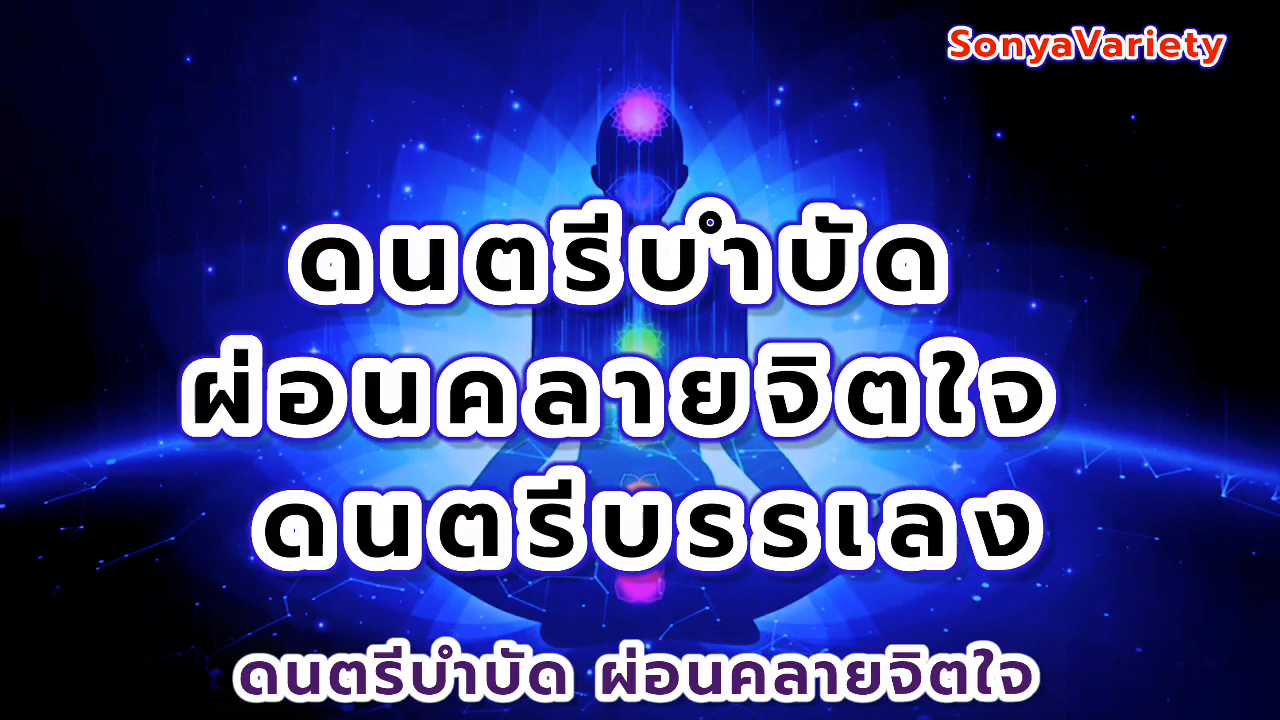 SonyaVariety
ดนตรีบำบัด
ผ่อนคลายจิตใจ
ดนตรีบรรเลง
ดนตรีบำบัด ผ่อนคลายจิตใจ